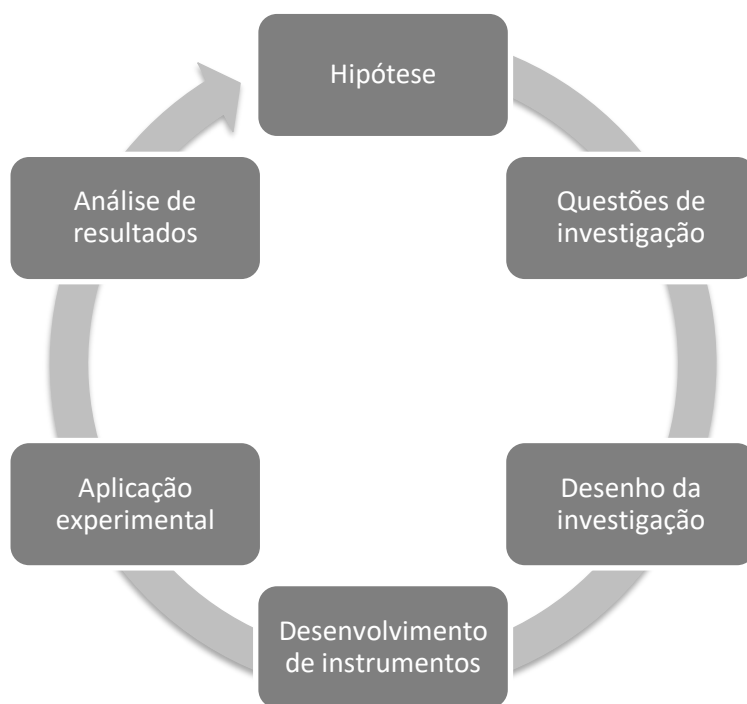 Hipótese
Questões de
investigação
Desenho da
investigação
Desenvolvimento
de instrumentos
Aplicação
experimental
Análise de
resultados